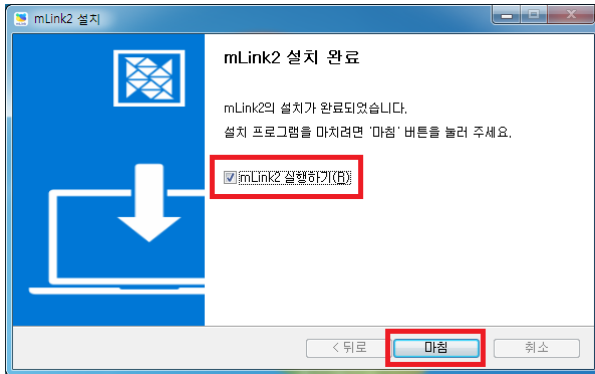 mLink2 설치
mLink2 설치 완료
mLink2의 설치가 완료되었습니다.
설치 프로그램을 마치려면 '마침' 버튼을 눌러 주세요.
mLink2 실행하기(R)
< 뒤로
마침
취소